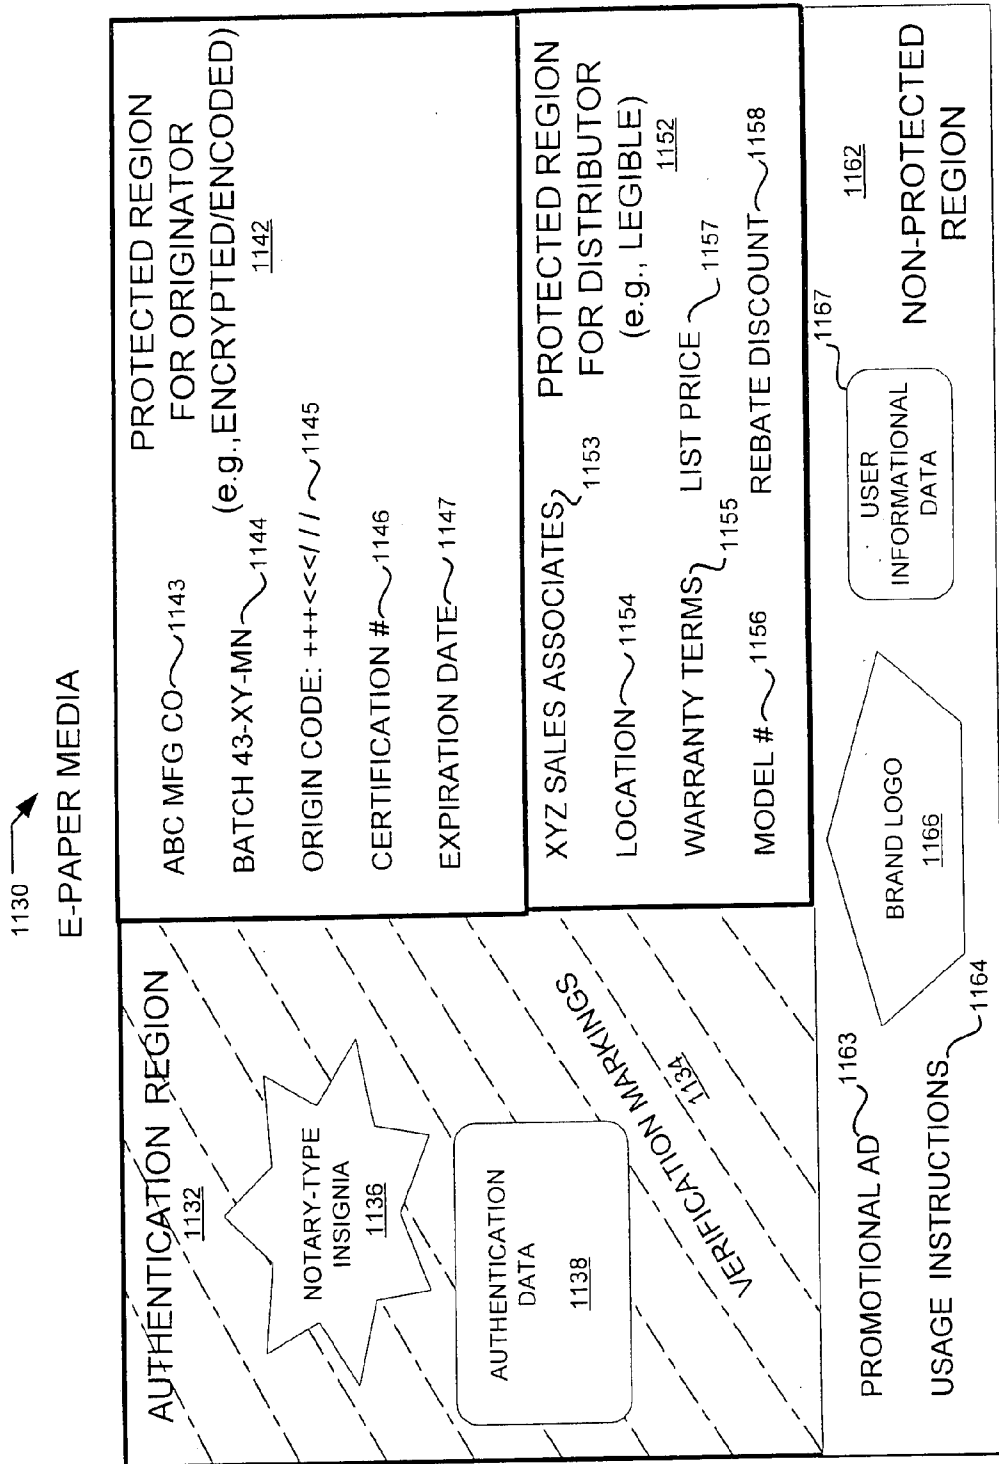 1130
E-PAPER MEDIA
AUTHENTICATION REGION
1132
NOTARY-TYPE
INSIGNIA
1136
AUTHENTICATION
DATA
1138
VERIFICATION MARKINGS
1134
PROTECTED REGION
FOR ORIGINATOR
(e.g.,ENCRYPTED/ENCODED)
1142
ABC MFG CO 1143
BATCH 43-XY-MN 1144
ORIGIN CODE: +++<<</// 1145
CERTIFICATION # 1146
EXPIRATION DATE 1147
PROTECTED REGION
FOR DISTRIBUTOR
(e.g., LEGIBLE)
1152
XYZ SALES ASSOCIATES 1153
LOCATION 1154
WARRANTY TERMS 1155
MODEL # 1156
LIST PRICE 1157
REBATE DISCOUNT 1158
PROMOTIONAL AD 1163
USAGE INSTRUCTIONS 1164
BRAND LOGO
1166
USER
INFORMATIONAL
DATA
1167
1162
NON-PROTECTED
REGION